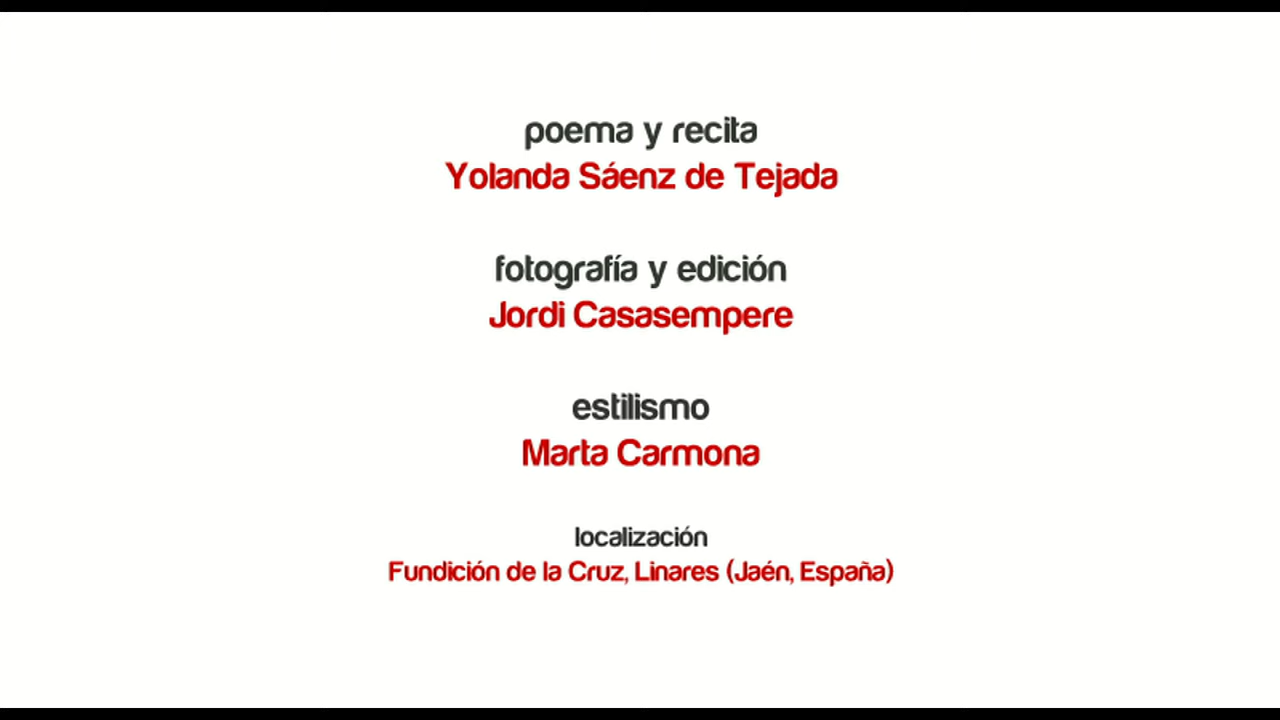 poema y recita
Yolanda Sáenz de Tejada
fotografía y edición
Jordi Casasempere
estilismo
Marta Carmona
localización
Fundición de la Cruz, Linares (Jaén, España)